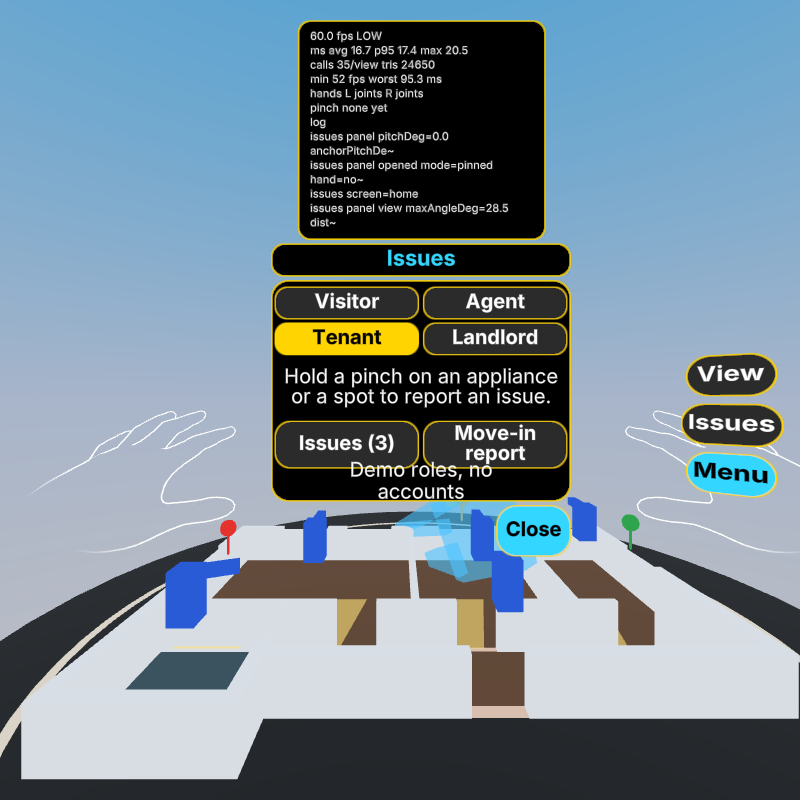 60.0 fps LOW
ms avg 16.7 p95 17.4 max 20.5
calls 35/view tris 24650
min 52 fps worst 95.3 ms
hands L joints R joints
pinch none yet
log
issues panel pitchDeg=0.0
anchorPitchDe~
issues panel opened mode=pinned
hand=no~
issues screen=home
issues panel view maxAngleDeg=28.5
dist~
Issues
Visitor
Agent
Tenant
Landlord
Hold a pinch on an appliance
or a spot to report an issue.
Issues (3)
Move-in
report
Demo roles, no
accounts
Close
View
Issues
Menu